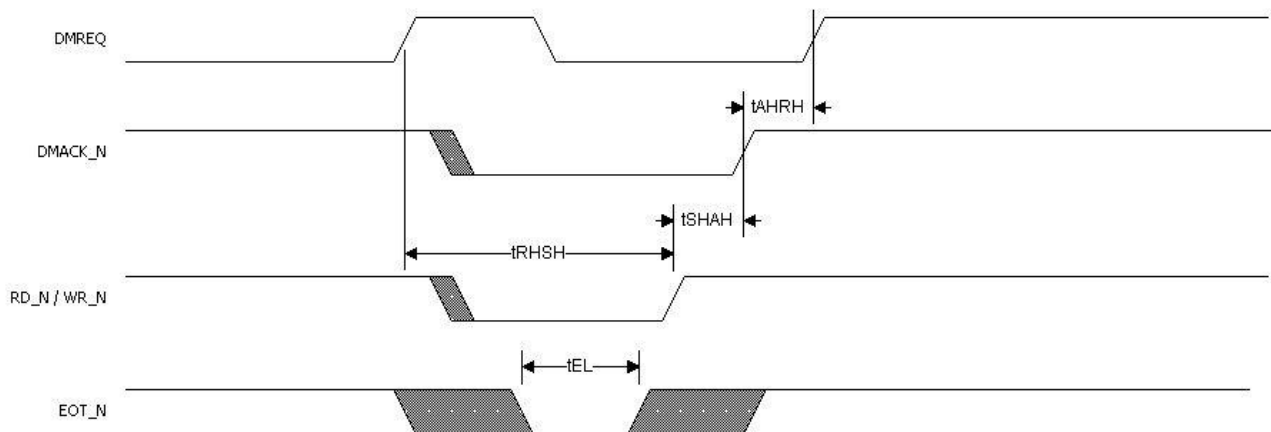 DMREQ
tAHRH
DMACK_N
tSHAH
tRHSH
RD_N / WR_N
tEL
EOT_N